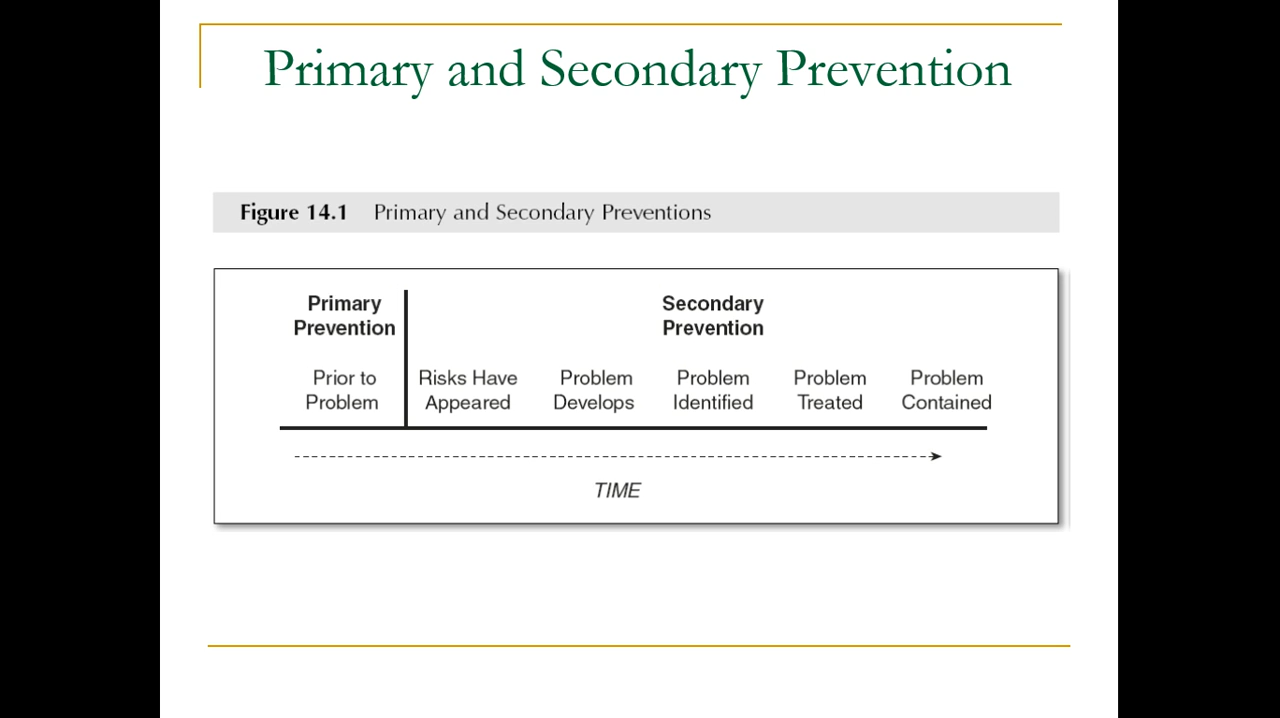 Primary and Secondary Prevention
Figure 14.1 Primary and Secondary Preventions
Primary
Prevention
Secondary
Prevention
Prior to
Problem
Risks Have
Appeared
Problem
Develops
Problem
Identified
Problem
Treated
Problem
Contained
TIME